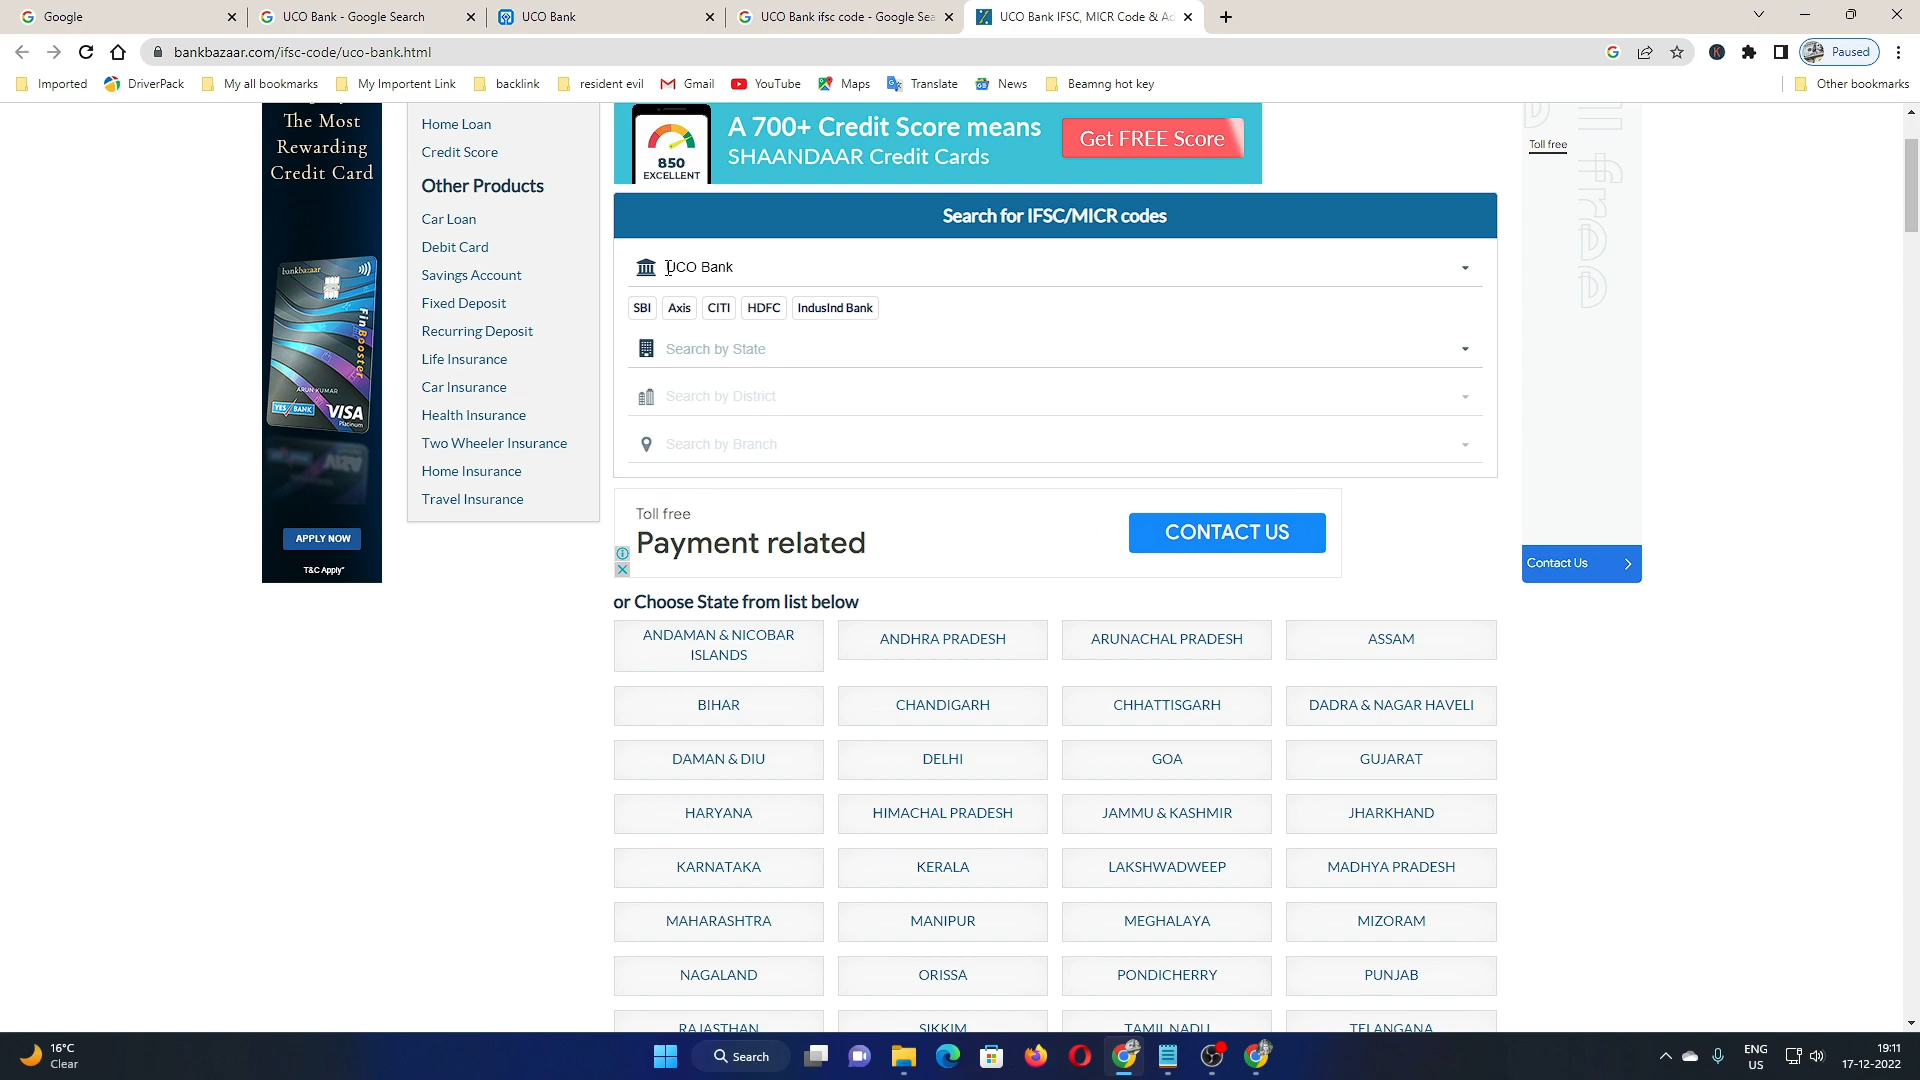 Google
UCO Bank - Google Search
UCO Bank
UCO Bank ifsc code - Google Sea
UCO Bank IFSC, MICR Code & Ad
bankbazaar.com/ifsc-code/uco-bank.html
Paused
Imported
DriverPack
My all bookmarks
My Importent Link
backlink
resident evil
Gmail
YouTube
Maps
Translate
News
Beamng hot key
Other bookmarks
The Most
Rewarding
Credit Card
bankbazaar
FinBooster
ARUN KUMAR
YES BANK
VISA
Platinum
APPLY NOW
T&C Apply*
Home Loan
Credit Score
Other Products
Car Loan
Debit Card
Savings Account
Fixed Deposit
Recurring Deposit
Life Insurance
Car Insurance
Health Insurance
Two Wheeler Insurance
Home Insurance
Travel Insurance
850
EXCELLENT
A 700+ Credit Score means
SHAANDAAR Credit Cards
Get FREE Score
Search for IFSC/MICR codes
UCO Bank
SBI
Axis
CITI
HDFC
IndusInd Bank
Search by State
Search by District
Search by Branch
Toll free
Payment related
CONTACT US
Toll free
Contact Us
or Choose State from list below
ANDAMAN & NICOBAR
ISLANDS
ANDHRA PRADESH
ARUNACHAL PRADESH
ASSAM
BIHAR
CHANDIGARH
CHHATTISGARH
DADRA & NAGAR HAVELI
DAMAN & DIU
DELHI
GOA
GUJARAT
HARYANA
HIMACHAL PRADESH
JAMMU & KASHMIR
JHARKHAND
KARNATAKA
KERALA
LAKSHWADWEEP
MADHYA PRADESH
MAHARASHTRA
MANIPUR
MEGHALAYA
MIZORAM
NAGALAND
ORISSA
PONDICHERRY
PUNJAB
RAJASTHAN
SIKKIM
TAMIL NADU
TELANGANA
16°C
Clear
Search
ENG
US
19:11
17-12-2022